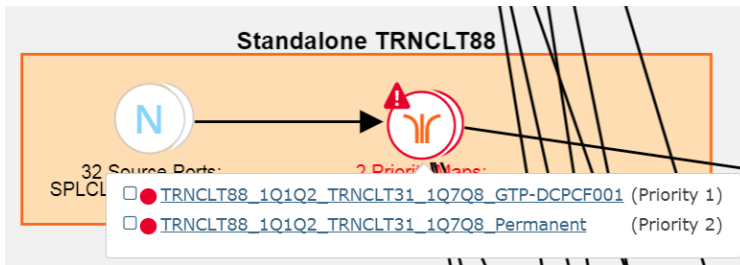 Standalone TRNCLT88
N
32 Source Ports:
2 Priority Maps:
SPLCL
TRNCLT88_1Q1Q2_TRNCLT31_1Q7Q8_GTP-DCPCF001 (Priority 1)
TRNCLT88_1Q1Q2_TRNCLT31_1Q7Q8_Permanent (Priority 2)